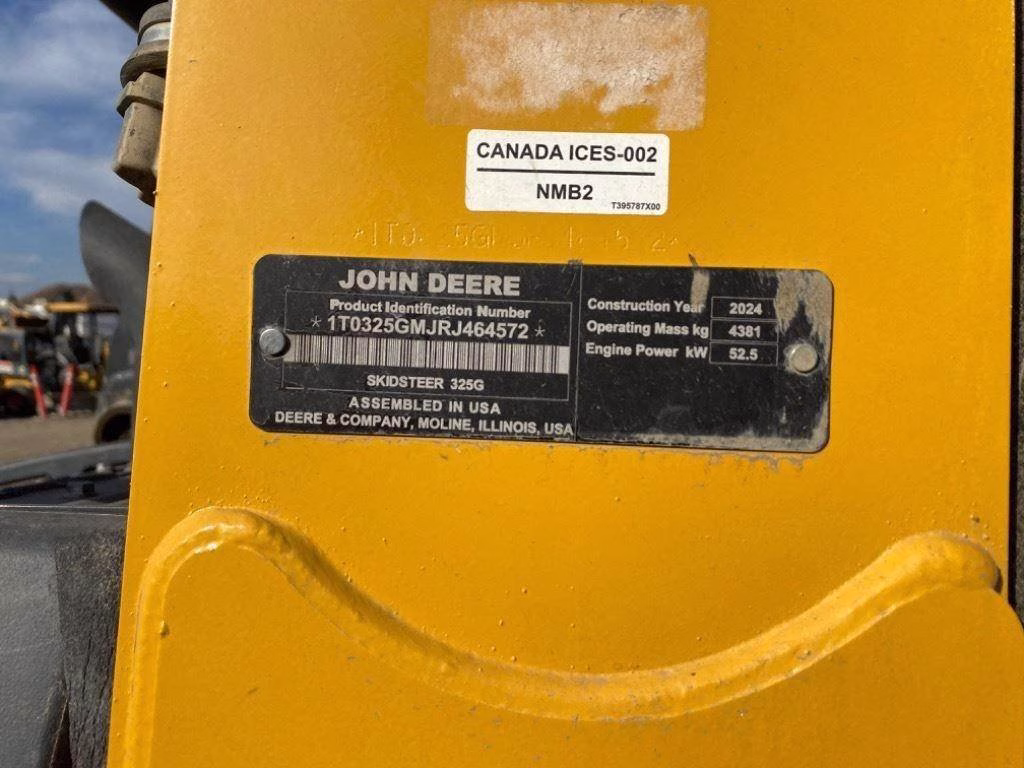 CANADA ICES-002
NMB2
T395787X00
JOHN DEERE
Product Identification Number
*1T0325GMJRJ464572*
SKIDSTEER 325G
ASSEMBLED IN USA
DEERE & COMPANY, MOLINE, ILLINOIS, USA
Construction Year 2024
Operating Mass kg 4381
Engine Power kW 52.5